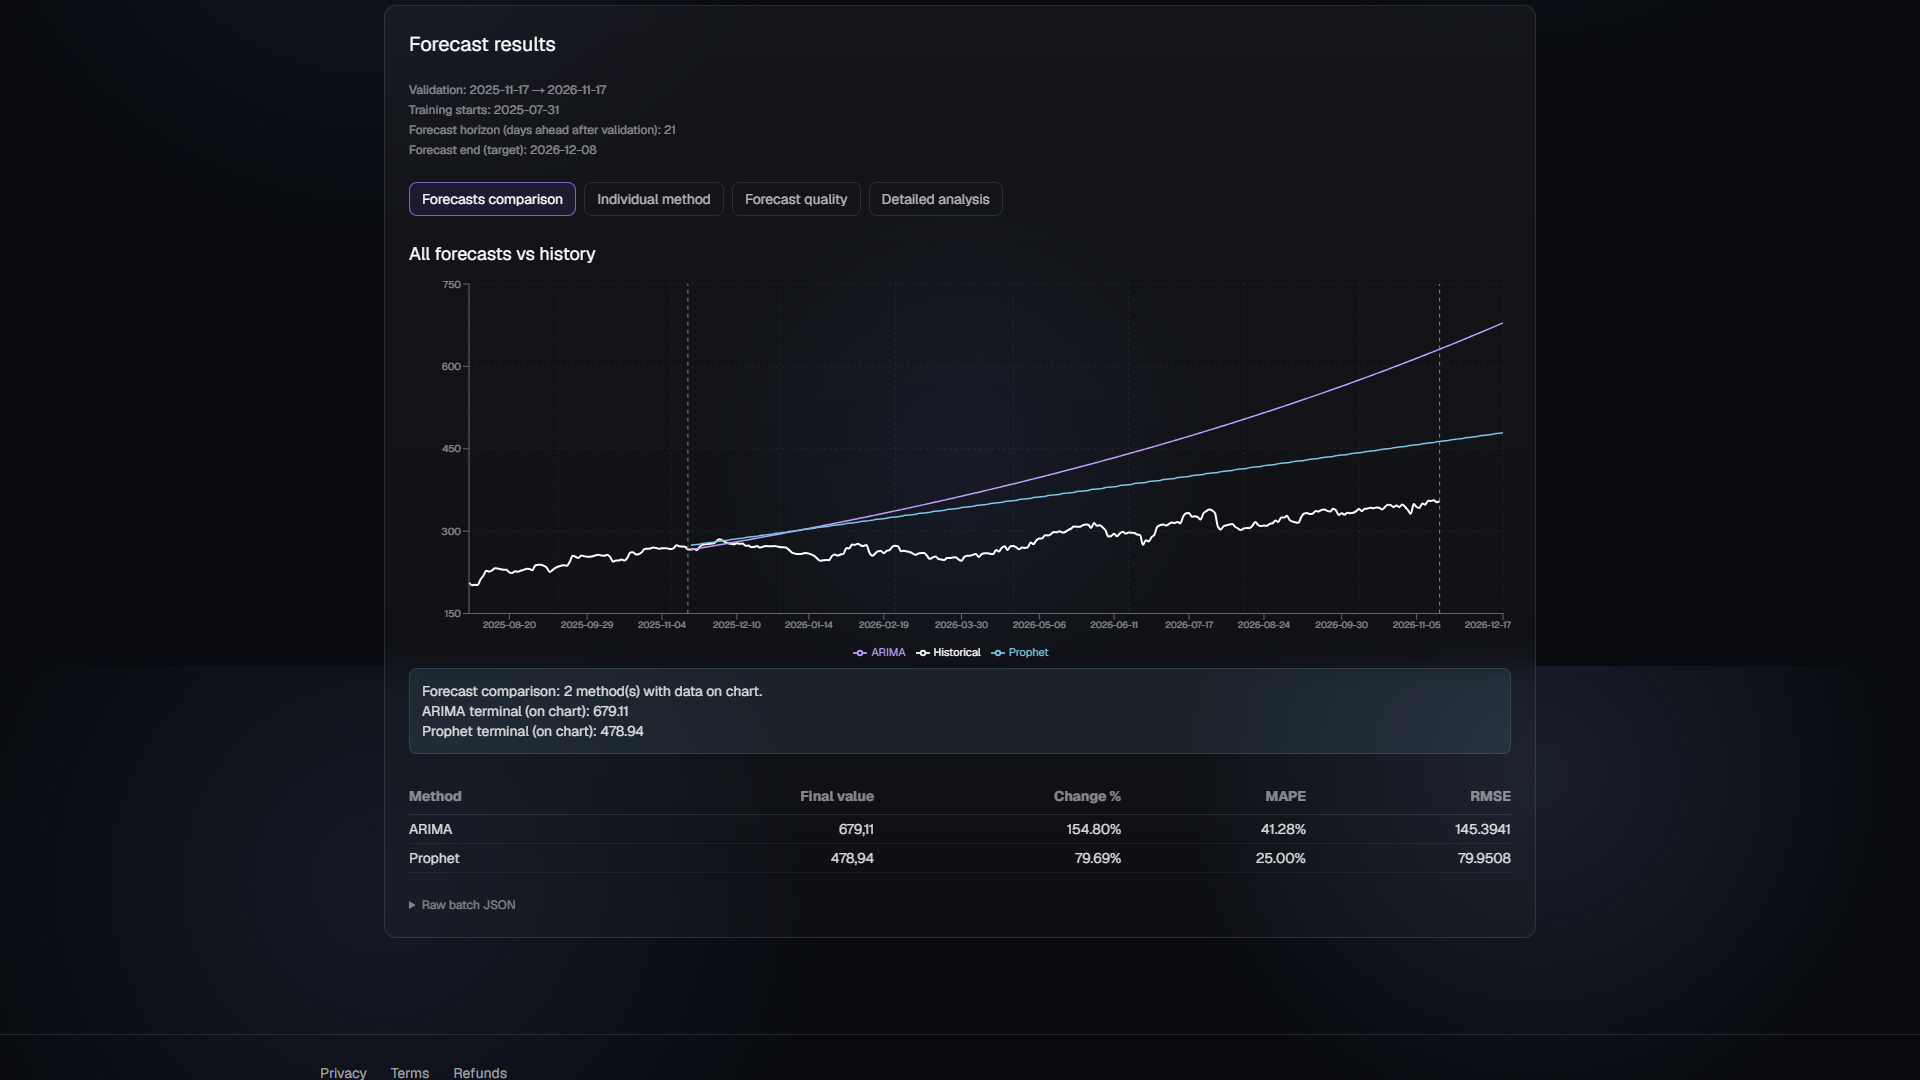 Forecast results
Validation: 2025-11-17 → 2026-11-17
Training starts: 2025-07-31
Forecast horizon (days ahead after validation): 21
Forecast end (target): 2026-12-08
Forecasts comparison Individual method Forecast quality Detailed analysis
All forecasts vs history
750
600
450
300
150
2025-08-20 2025-09-29 2025-11-04 2025-12-10 2026-01-14 2026-02-19 2026-03-30 2026-05-06 2026-06-11 2026-07-17 2026-08-24 2026-09-30 2026-11-05 2026-12-17
ARIMA Historical Prophet
Forecast comparison: 2 method(s) with data on chart.
ARIMA terminal (on chart): 679.11
Prophet terminal (on chart): 478.94
Method Final value Change % MAPE RMSE
ARIMA 679,11 154.80% 41.28% 145.3941
Prophet 478,94 79.69% 25.00% 79.9508
Raw batch JSON
Privacy Terms Refunds